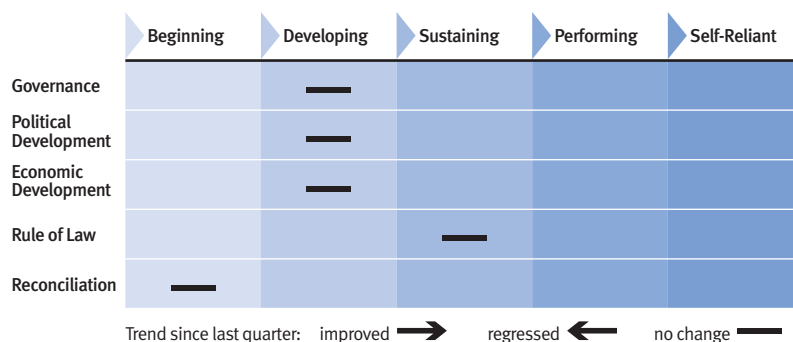 Beginning Developing Sustaining Performing Self-Reliant
Governance
Political
Development
Economic
Development
Rule of Law
Reconciliation
Trend since last quarter: improved regressed no change